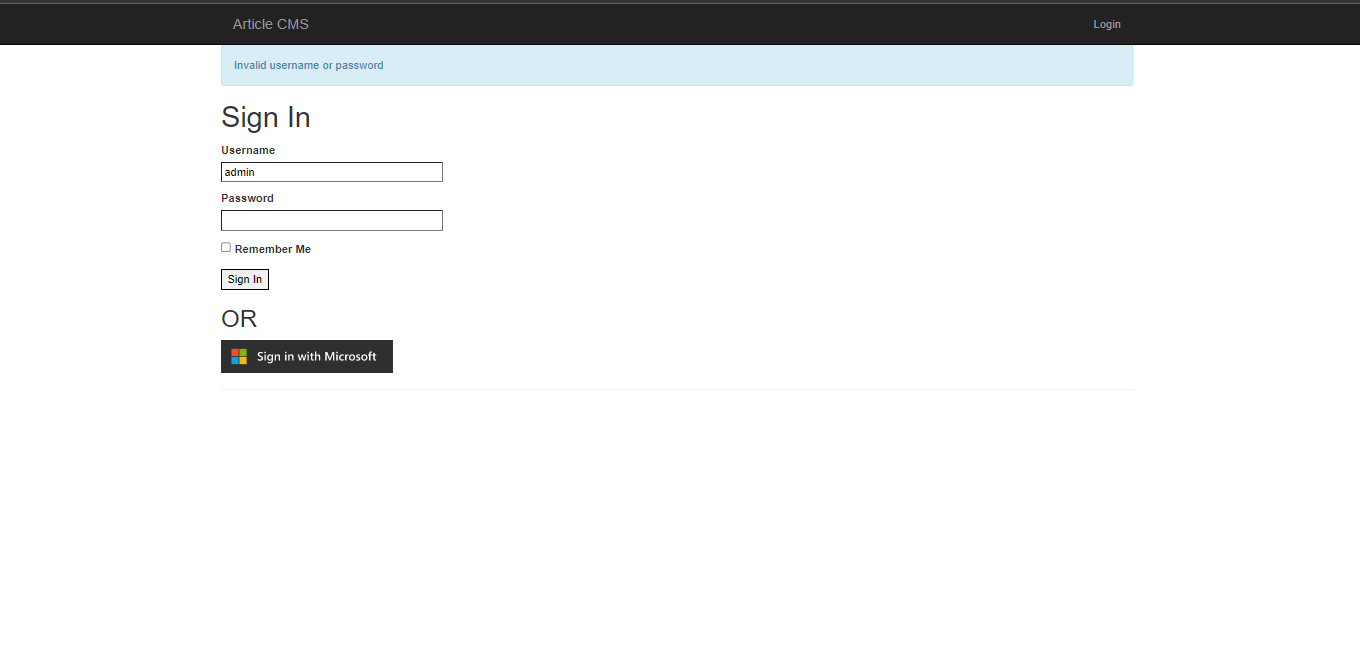 Article CMS
Login
Invalid username or password
Sign In
Username
admin
Password
Remember Me
Sign In
OR
Sign in with Microsoft